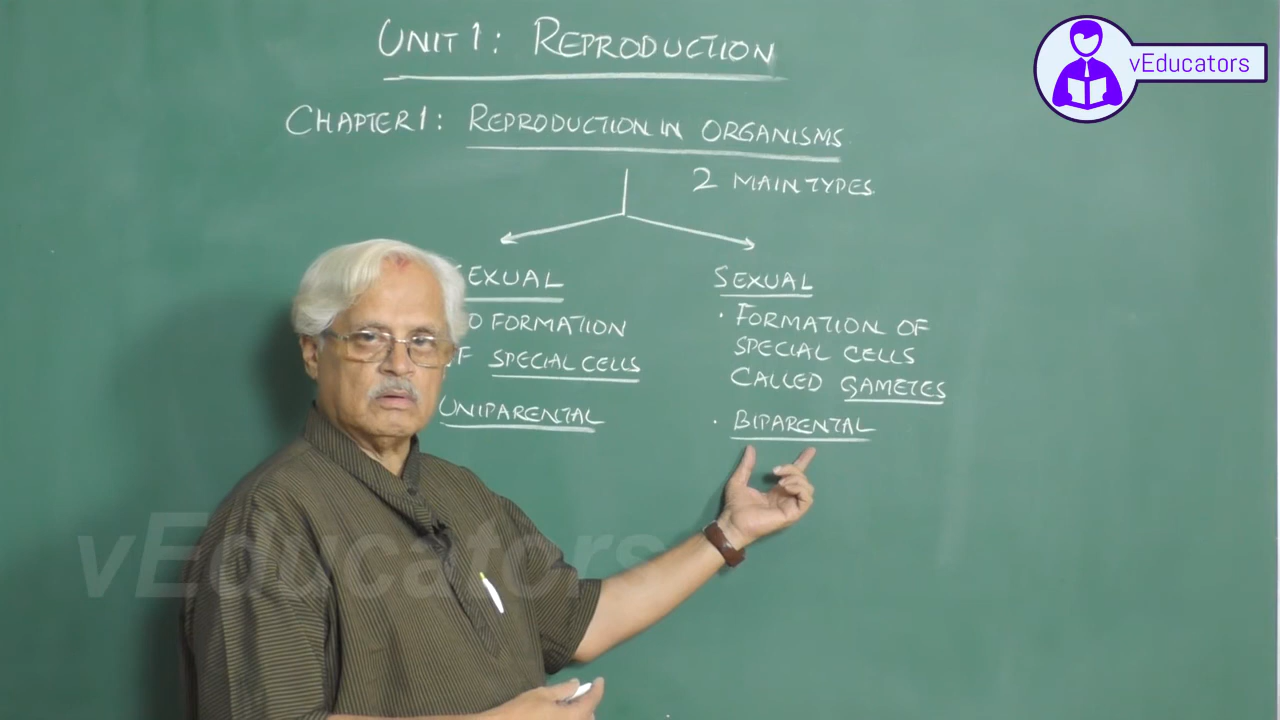 UNIT 1: REPRODUCTION
vEducators
CHAPTER 1: REPRODUCTION IN ORGANISMS
2 MAIN TYPES
EXUAL
O FORMATION
F SPECIAL CELLS
UNIPARENTAL
SEXUAL
· FORMATION OF
SPECIAL CELLS
CALLED GAMETES
· BIPARENTAL
vEducators